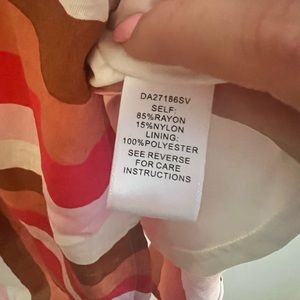 DA27186SV
SELF:
85%RAYON
15%NYLON
LINING:
100%POLYESTER
SEE REVERSE
FOR CARE
INSTRUCTIONS